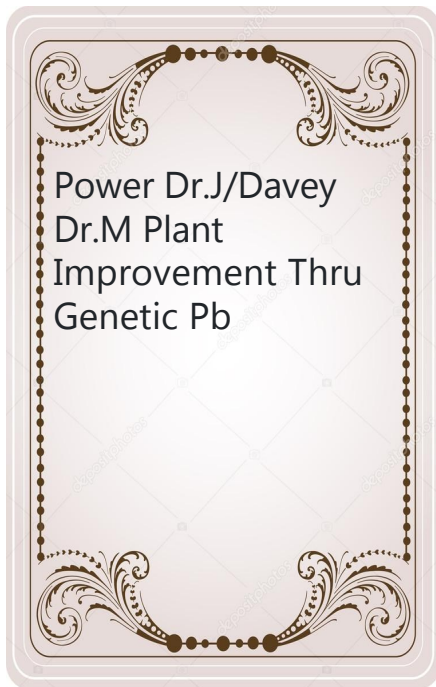 Power Dr.J/Davey
Dr.M Plant
Improvement Thru
Genetic Pb